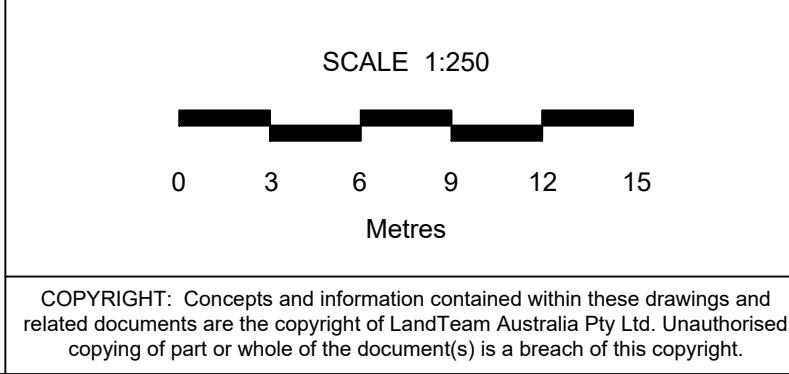 SCALE 1:250
0 3 6 9 12 15
Metres
COPYRIGHT: Concepts and information contained within these drawings and
related documents are the copyright of LandTeam Australia Pty Ltd. Unauthorised
copying of part or whole of the document(s) is a breach of this copyright.